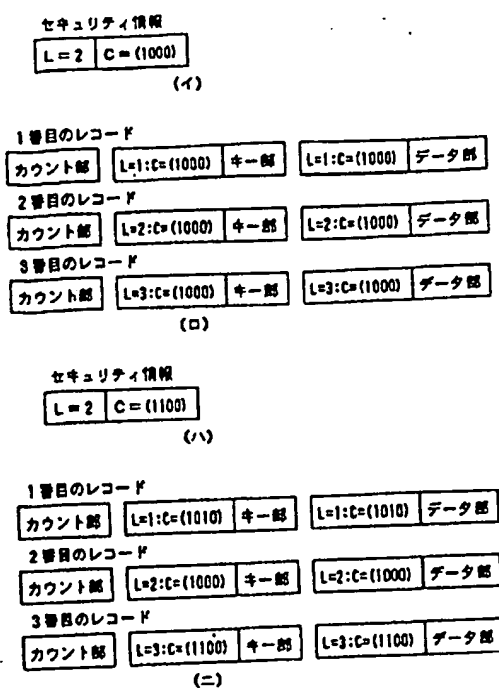 セキュリティ情報
L=2 C=(1000)
(イ)
1番目のレコード
カウント部 L=1:C=(1000) キー部 L=1:C=(1000) データ部
2番目のレコード
カウント部 L=2:C=(1000) キー部 L=2:C=(1000) データ部
3番目のレコード
カウント部 L=3:C=(1000) キー部 L=3:C=(1000) データ部
(ロ)
セキュリティ情報
L=2 C=(1100)
(ハ)
1番目のレコード
カウント部 L=1:C=(1010) キー部 L=1:C=(1010) データ部
2番目のレコード
カウント部 L=2:C=(1000) キー部 L=2:C=(1000) データ部
3番目のレコード
カウント部 L=3:C=(1100) キー部 L=3:C=(1100) データ部
(ニ)